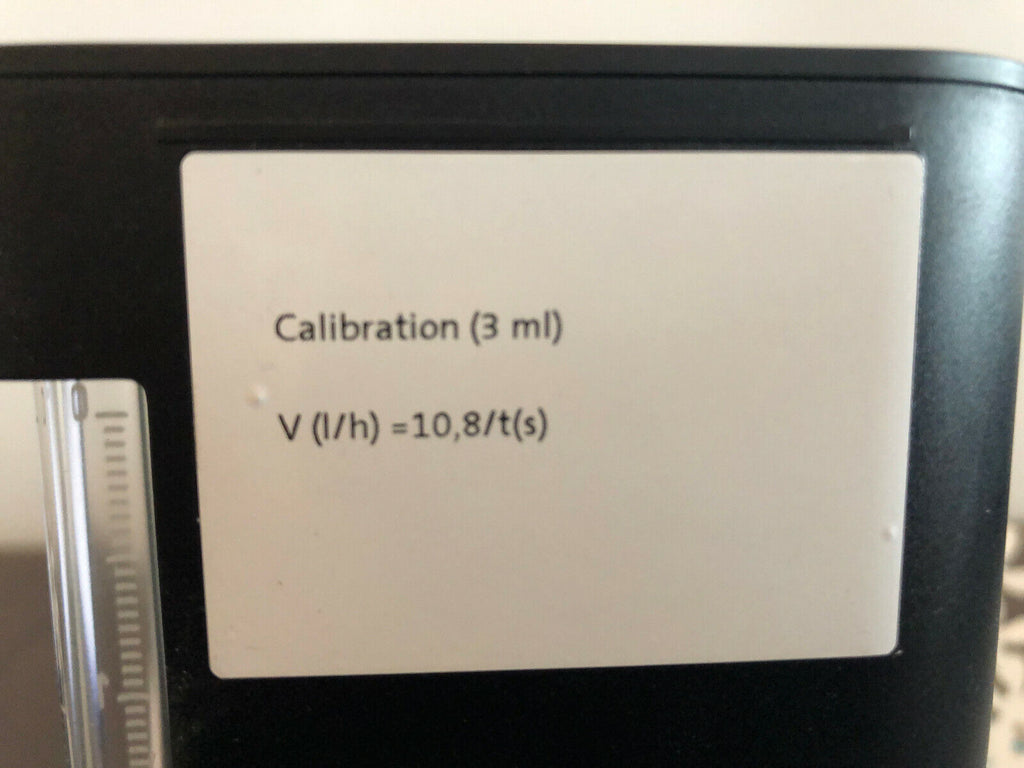 Calibration (3 ml)
V (l/h) =10,8/t(s)